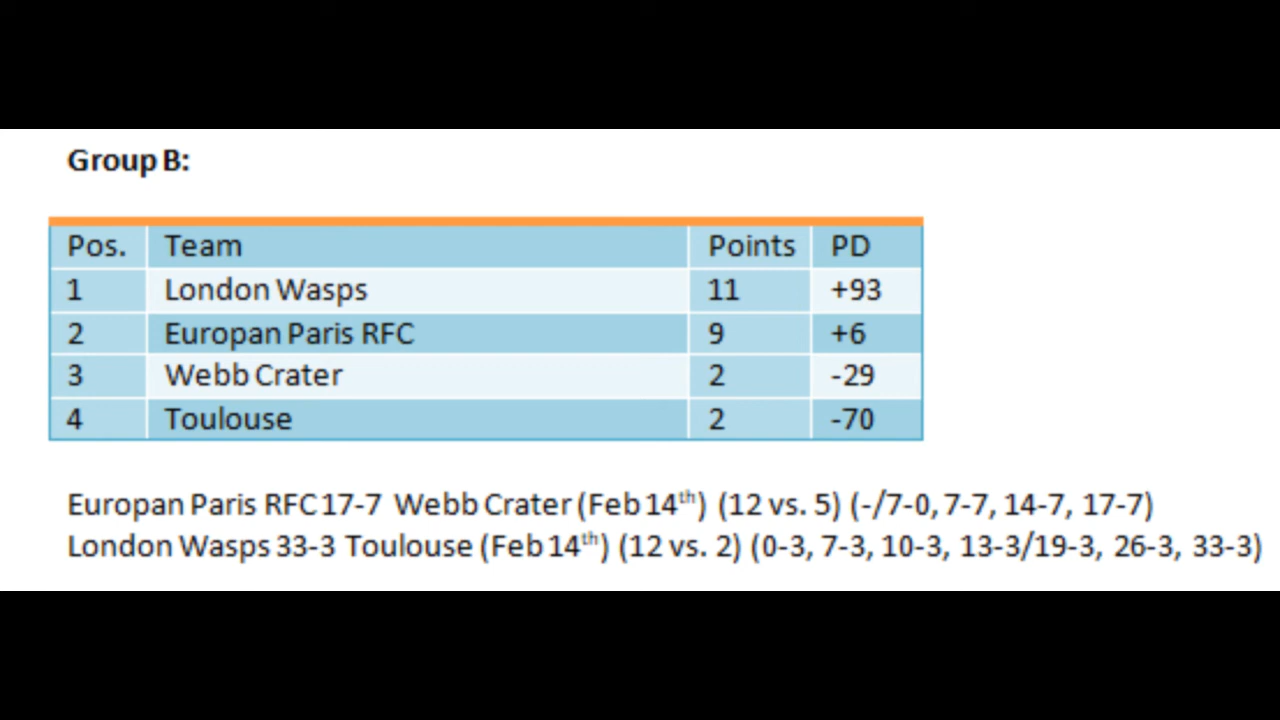 Group B:
Pos. Team Points PD
1 London Wasps 11 +93
2 Europan Paris RFC 9 +6
3 Webb Crater 2 -29
4 Toulouse 2 -70
Europan Paris RFC 17-7 Webb Crater (Feb 14th) (12 vs. 5) (-/7-0, 7-7, 14-7, 17-7)
London Wasps 33-3 Toulouse (Feb 14th) (12 vs. 2) (0-3, 7-3, 10-3, 13-3/19-3, 26-3, 33-3)